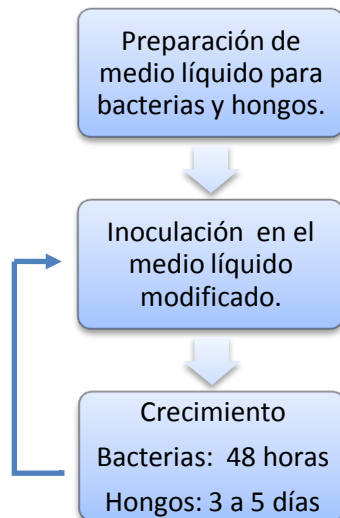 Preparación de
medio líquido para
bacterias y hongos.
Inoculación en el
medio líquido
modificado.
Crecimiento
Bacterias: 48 horas
Hongos: 3 a 5 días